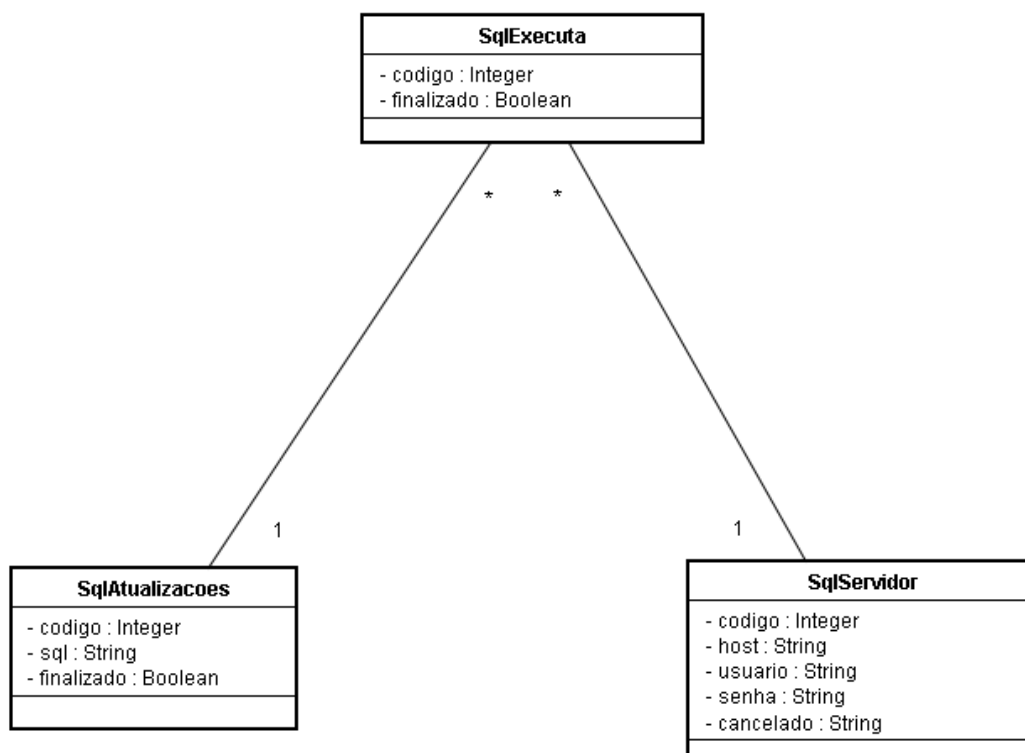 SqlExecuta
- codigo : Integer
- finalizado : Boolean
* *
1
1
SqlAtualizacoes
- codigo : Integer
- sql : String
- finalizado : Boolean
SqlServidor
- codigo : Integer
- host : String
- usuario : String
- senha : String
- cancelado : String